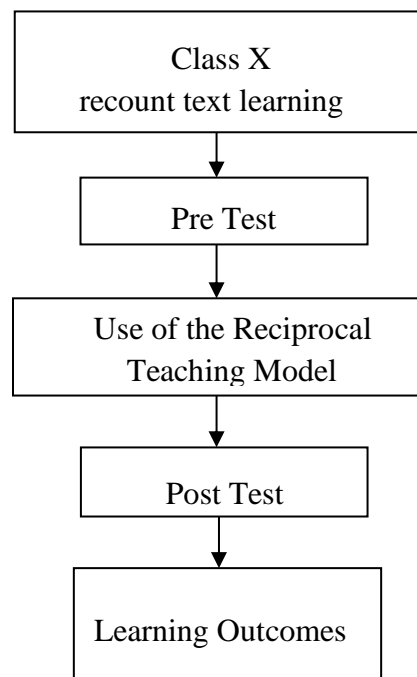 Class X
recount text learning
Pre Test
Use of the Reciprocal
Teaching Model
Post Test
Learning Outcomes